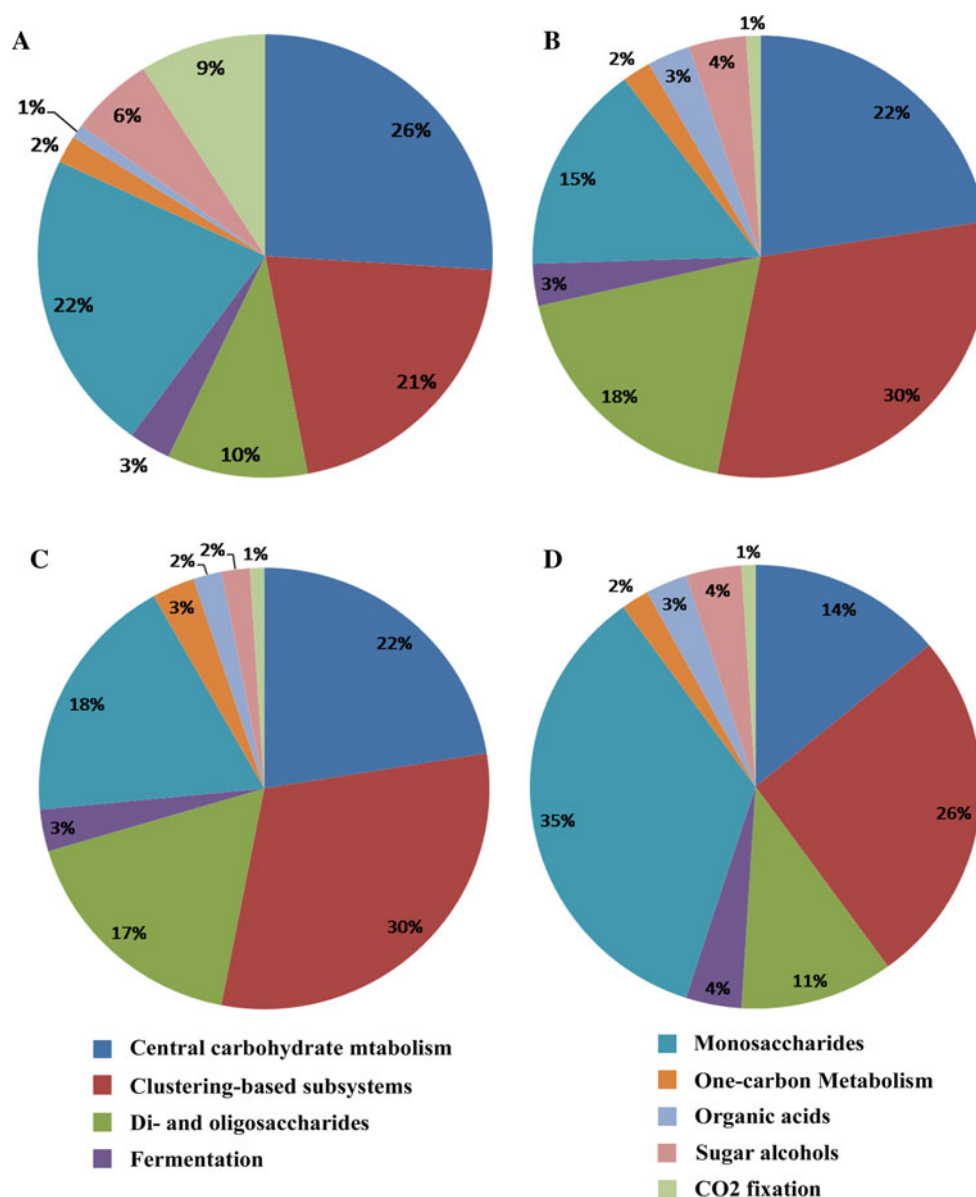 A
9%
26%
21%
10%
3%
22%
2%
1%
6%
B
1%
22%
30%
18%
3%
15%
2%
3%
4%
C
1%
22%
30%
17%
3%
18%
3%
2%
2%
D
1%
14%
26%
11%
4%
35%
2%
3%
4%
Central carbohydrate mtabolism
Clustering-based subsystems
Di- and oligosaccharides
Fermentation
Monosaccharides
One-carbon Metabolism
Organic acids
Sugar alcohols
CO2 fixation